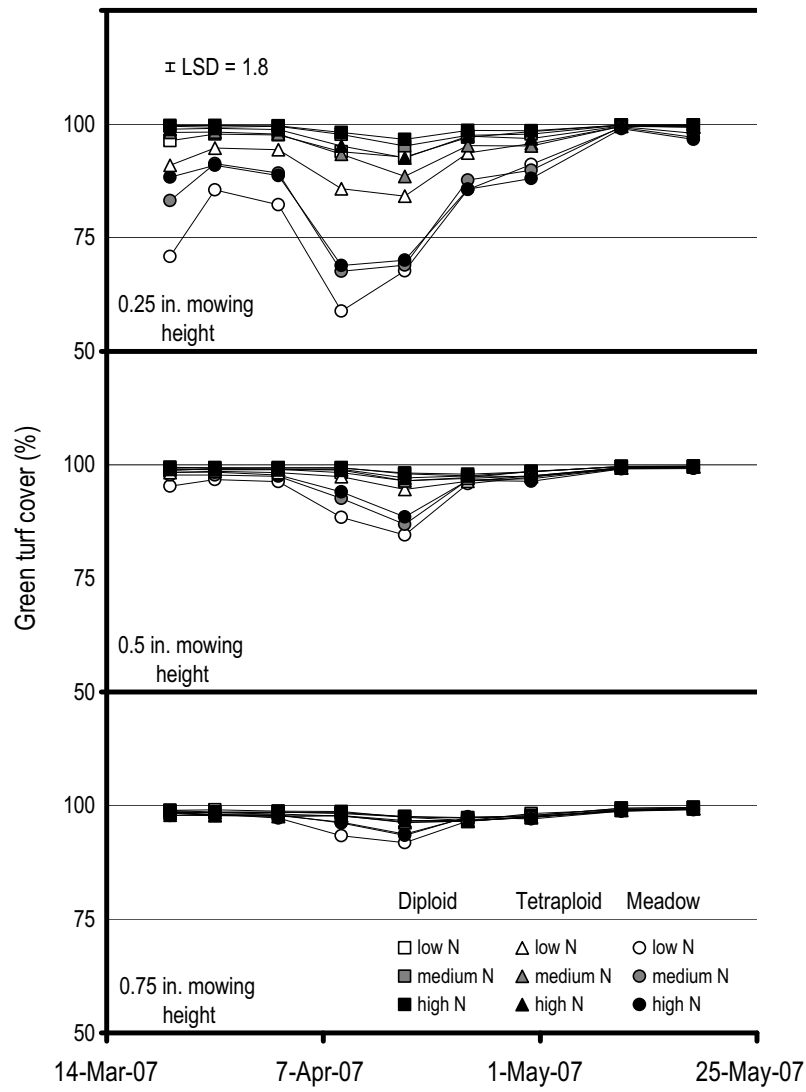 LSD = 1.8
100
75
0.25 in. mowing
height
50
Green turf cover (%)
100
75
0.5 in. mowing
height
50
100
Diploid Tetraploid Meadow
75
low N low N low N
medium N medium N medium N
0.75 in. mowing
height
high N high N high N
50
14-Mar-07 7-Apr-07 1-May-07 25-May-07